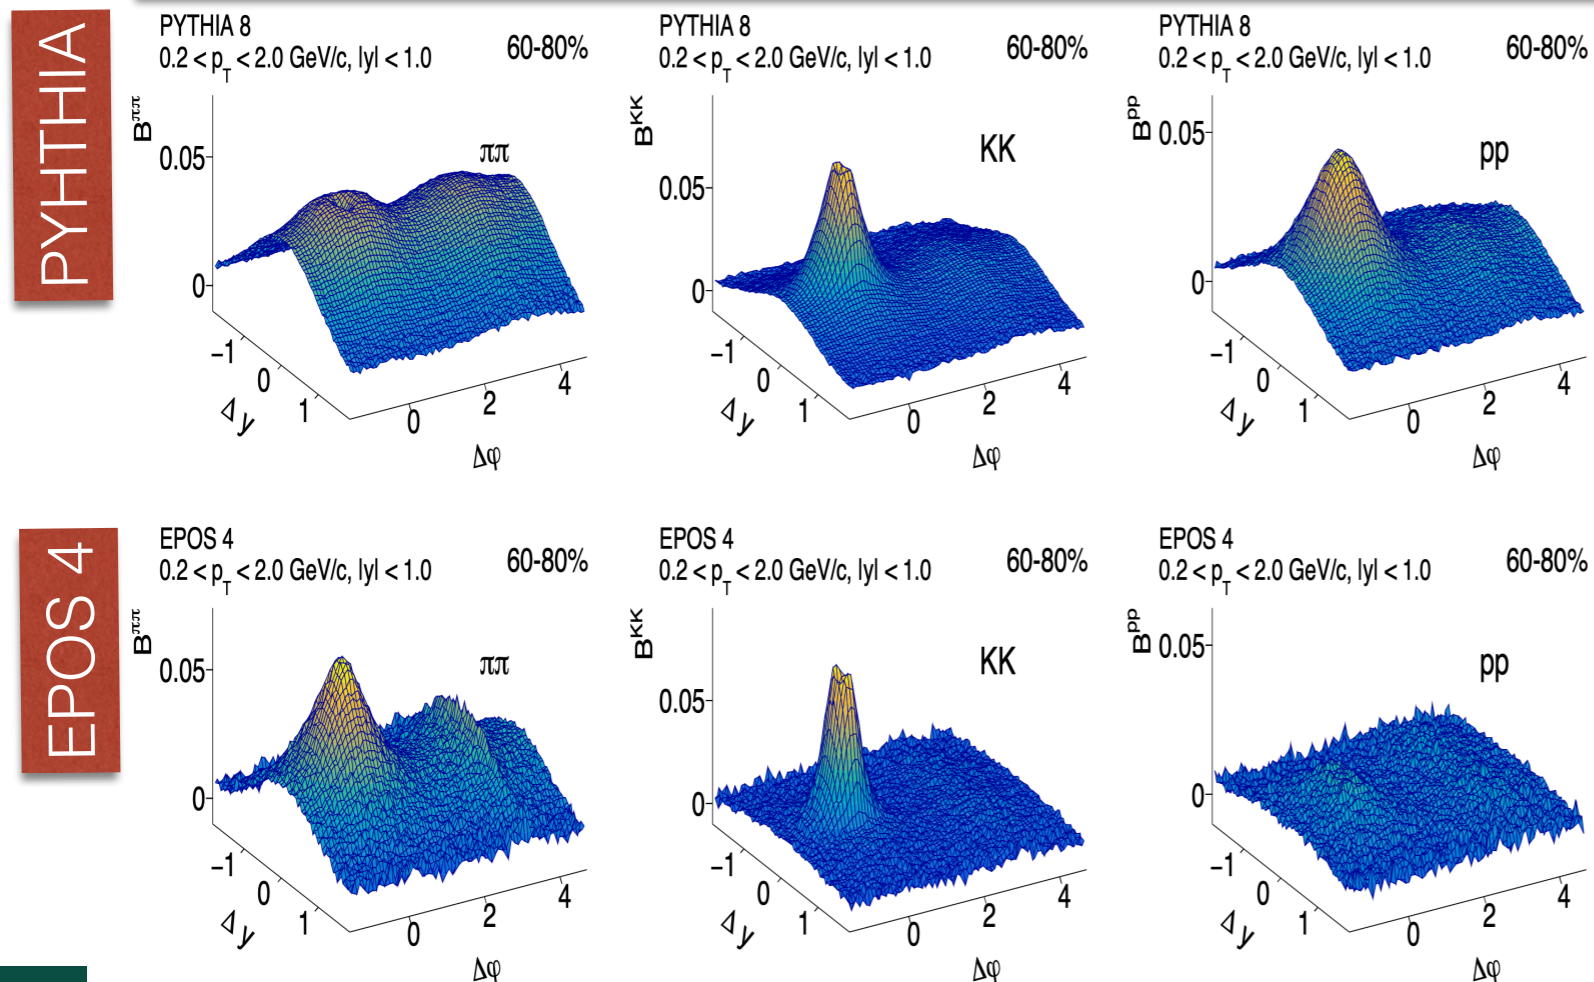 PYHTHIA
PYTHIA 8
0.2 < p_T < 2.0 GeV/c, |y| < 1.0
60-80%
B^ππ
ππ
0.05
0
−1
0
1
Δy
0
2
4
Δφ
PYTHIA 8
0.2 < p_T < 2.0 GeV/c, |y| < 1.0
60-80%
B^KK
KK
0.05
0
−1
0
1
Δy
0
2
4
Δφ
PYTHIA 8
0.2 < p_T < 2.0 GeV/c, |y| < 1.0
60-80%
B^pp
0.05
pp
0
−1
0
1
Δy
0
2
4
Δφ
EPOS 4
EPOS 4
0.2 < p_T < 2.0 GeV/c, |y| < 1.0
60-80%
B^ππ
ππ
0.05
0
−1
0
1
Δy
0
2
4
Δφ
EPOS 4
0.2 < p_T < 2.0 GeV/c, |y| < 1.0
60-80%
B^KK
KK
0.05
0
−1
0
1
Δy
0
2
4
Δφ
EPOS 4
0.2 < p_T < 2.0 GeV/c, |y| < 1.0
60-80%
B^pp
0.05
pp
0
−1
0
1
Δy
0
2
4
Δφ